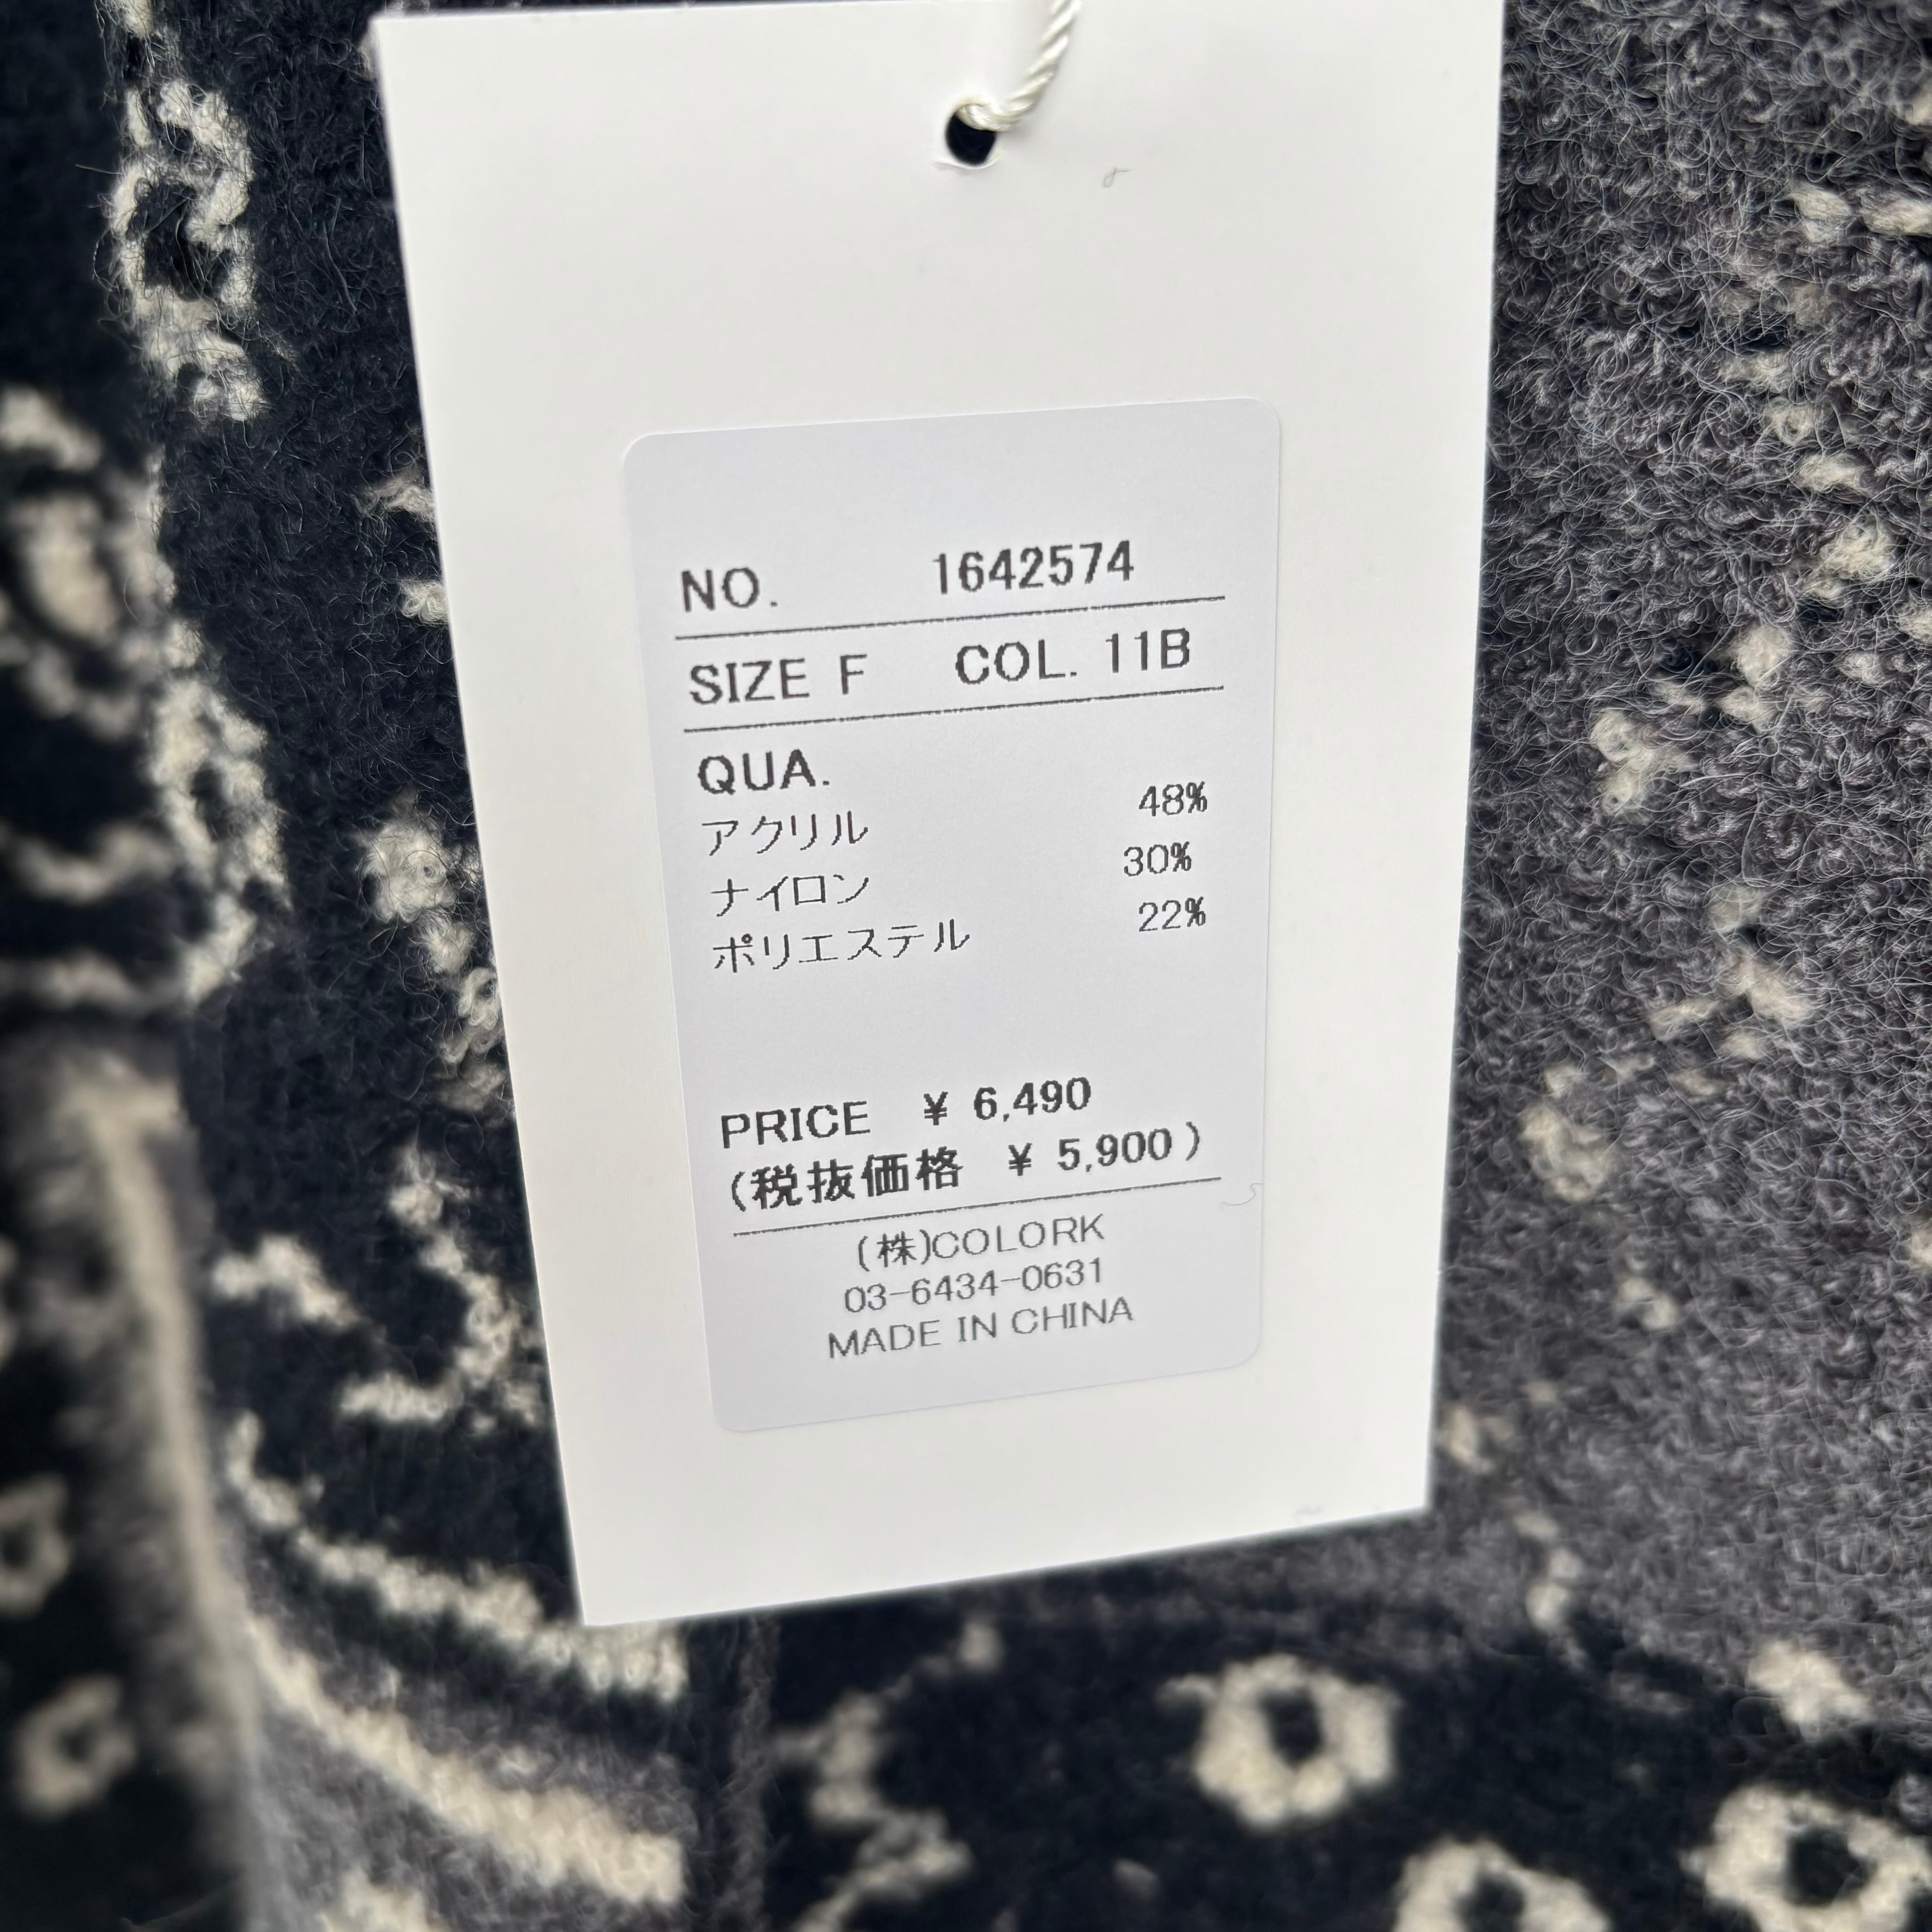 NO. 1642574
SIZE F COL. 11B
QUA.
アクリル 48%
ナイロン 30%
ポリエステル 22%
PRICE ¥ 6,490
(税抜価格 ¥ 5,900)
(株)COLORK
03-6434-0631
MADE IN CHINA